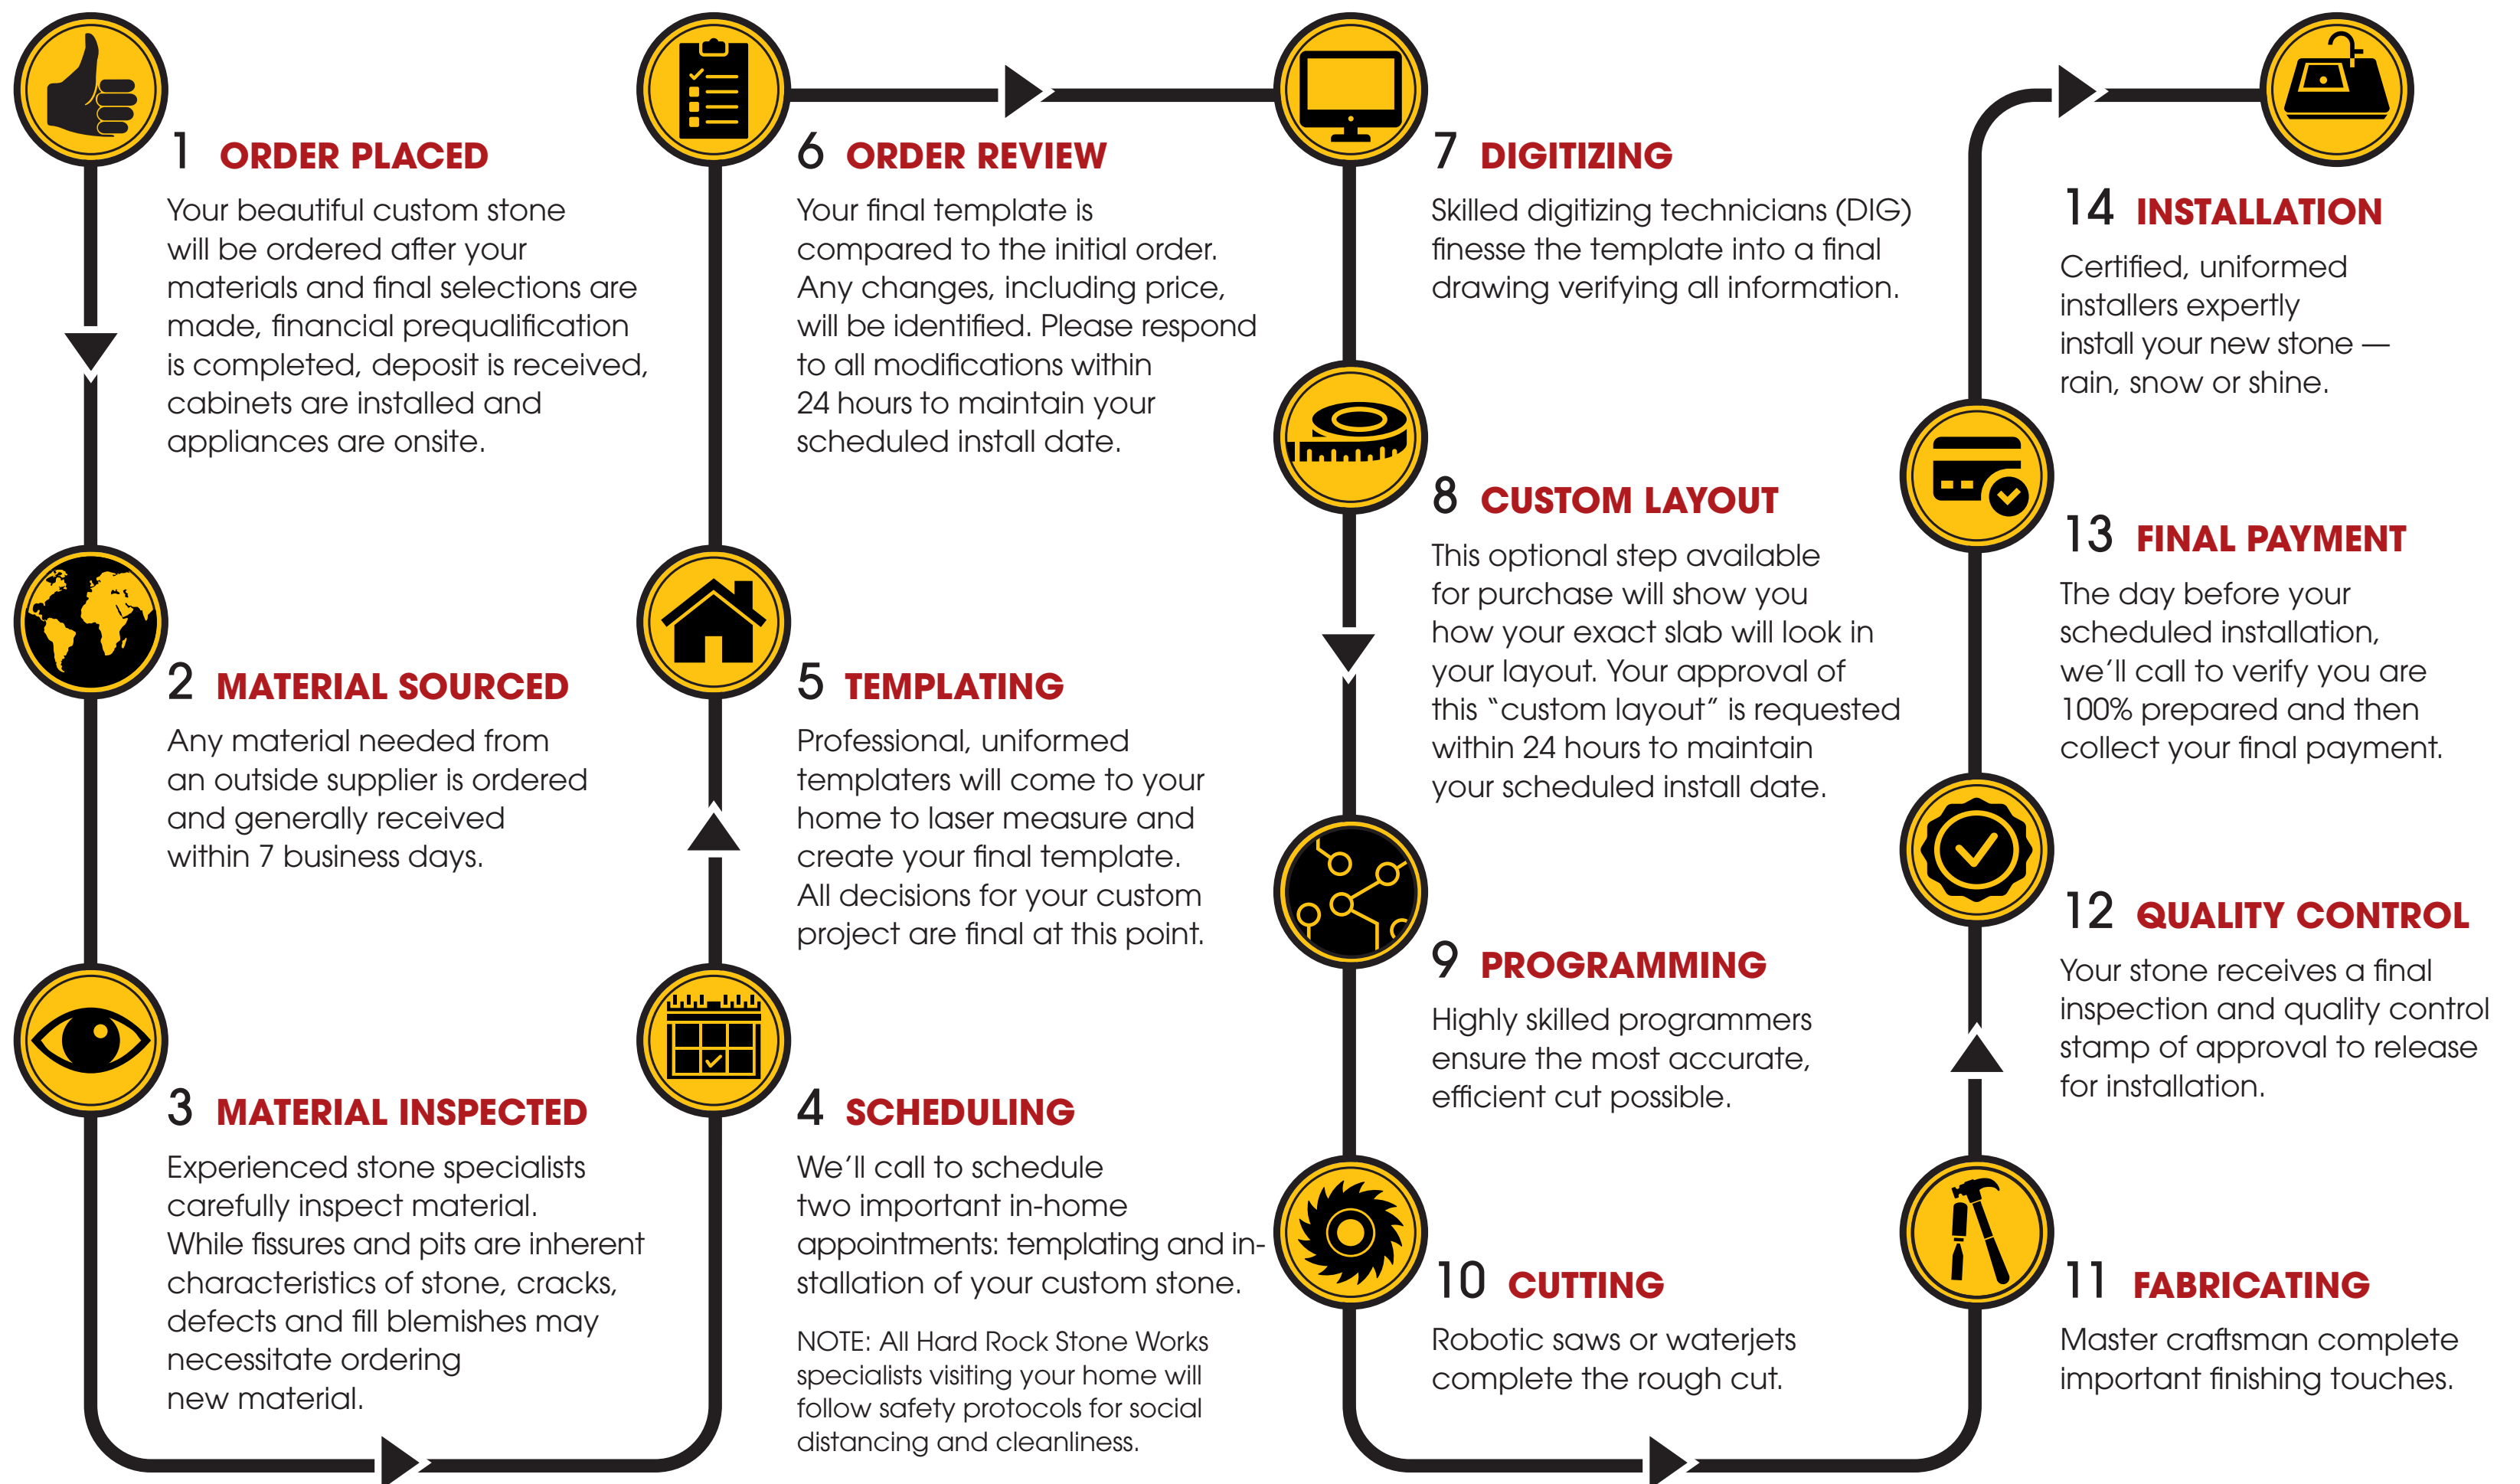 1 ORDER PLACED
Your beautiful custom stone
will be ordered after your
materials and final selections are
made, financial prequalification
is completed, deposit is received,
cabinets are installed and
appliances are onsite.
2 MATERIAL SOURCED
Any material needed from
an outside supplier is ordered
and generally received
within 7 business days.
3 MATERIAL INSPECTED
Experienced stone specialists
carefully inspect material.
While fissures and pits are inherent
characteristics of stone, cracks,
defects and fill blemishes may
necessitate ordering
new material.
4 SCHEDULING
We’ll call to schedule
two important in-home
appointments: templating and in-
stallation of your custom stone.
NOTE: All Hard Rock Stone Works
specialists visiting your home will
follow safety protocols for social
distancing and cleanliness.
5 TEMPLATING
Professional, uniformed
templaters will come to your
home to laser measure and
create your final template.
All decisions for your custom
project are final at this point.
6 ORDER REVIEW
Your final template is
compared to the initial order.
Any changes, including price,
will be identified. Please respond
to all modifications within
24 hours to maintain your
scheduled install date.
7 DIGITIZING
Skilled digitizing technicians (DIG)
finesse the template into a final
drawing verifying all information.
8 CUSTOM LAYOUT
This optional step available
for purchase will show you
how your exact slab will look in
your layout. Your approval of
this “custom layout” is requested
within 24 hours to maintain
your scheduled install date.
9 PROGRAMMING
Highly skilled programmers
ensure the most accurate,
efficient cut possible.
10 CUTTING
Robotic saws or waterjets
complete the rough cut.
11 FABRICATING
Master craftsman complete
important finishing touches.
12 QUALITY CONTROL
Your stone receives a final
inspection and quality control
stamp of approval to release
for installation.
13 FINAL PAYMENT
The day before your
scheduled installation,
we’ll call to verify you are
100% prepared and then
collect your final payment.
14 INSTALLATION
Certified, uniformed
installers expertly
install your new stone —
rain, snow or shine.